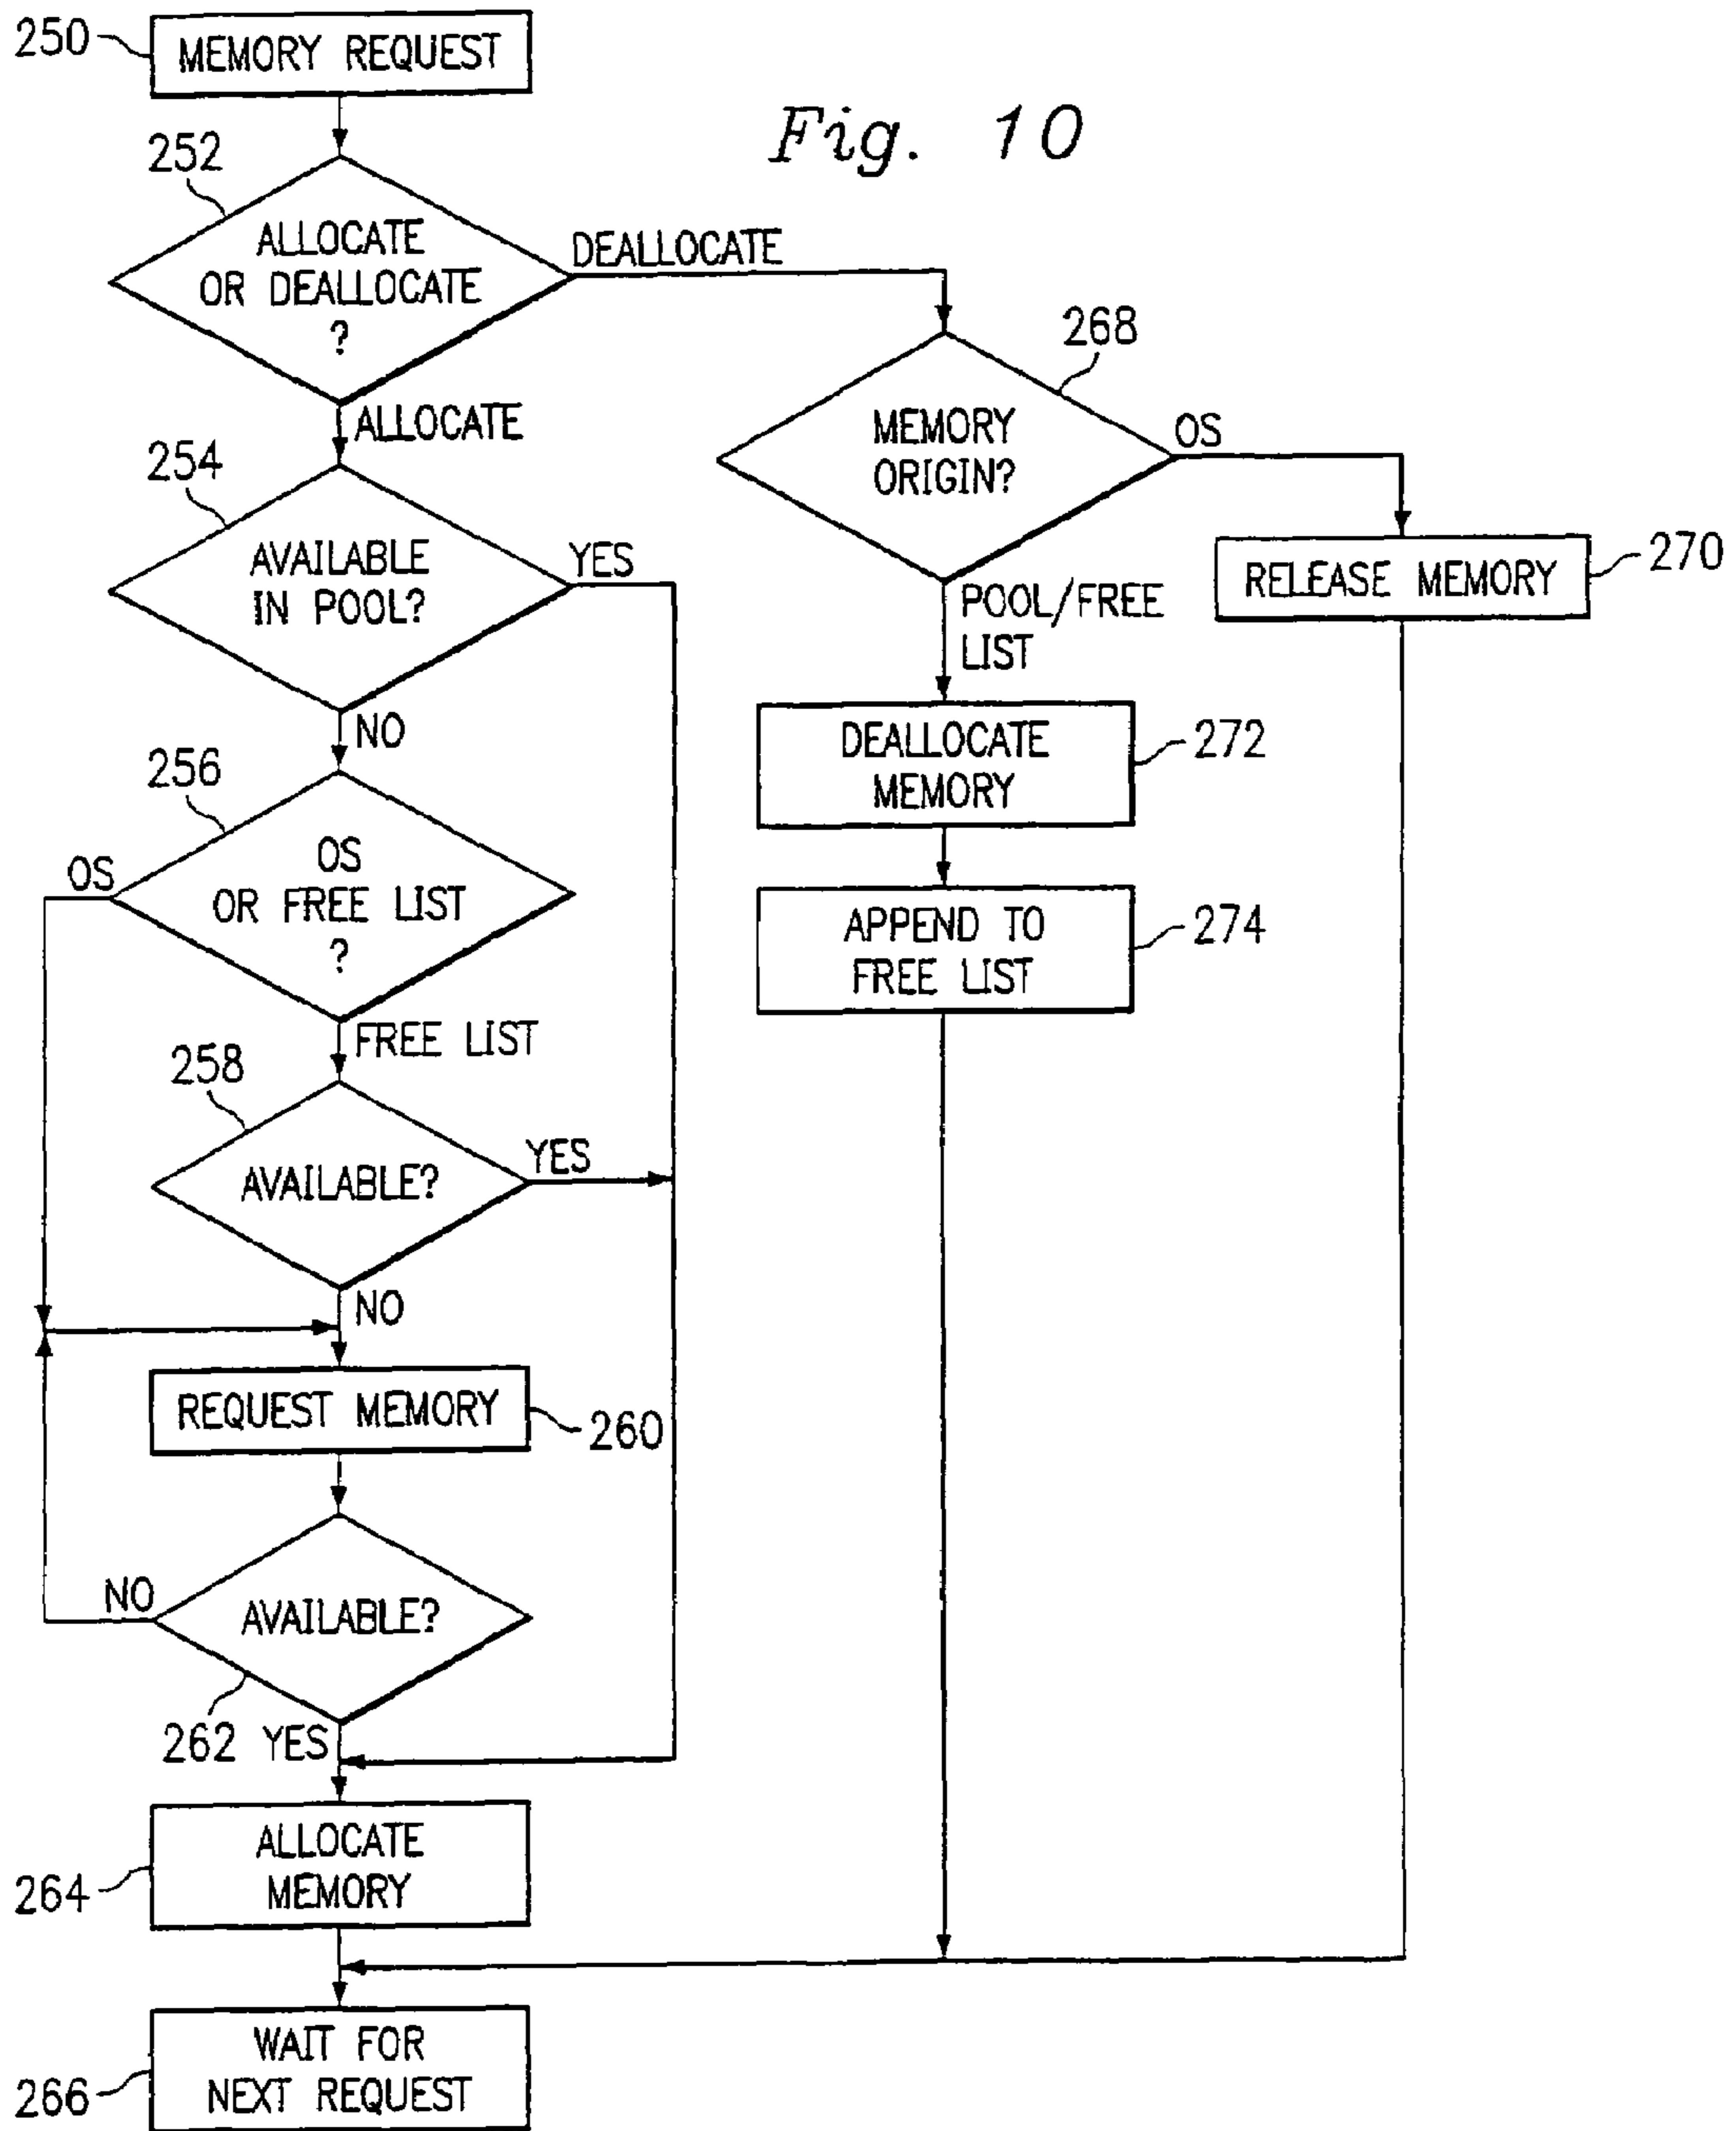 250
MEMORY REQUEST
Fig. 10
252
ALLOCATE
OR DEALLOCATE
?
DEALLOCATE
ALLOCATE
268
MEMORY
ORIGIN?
OS
254
AVAILABLE
IN POOL?
YES
RELEASE MEMORY
270
POOL/FREE
LIST
NO
DEALLOCATE
MEMORY
272
256
OS
OS
OR FREE LIST
?
APPEND TO
FREE LIST
274
FREE LIST
258
AVAILABLE?
YES
NO
REQUEST MEMORY
260
NO
AVAILABLE?
262
YES
ALLOCATE
MEMORY
264
WAIT FOR
NEXT REQUEST
266